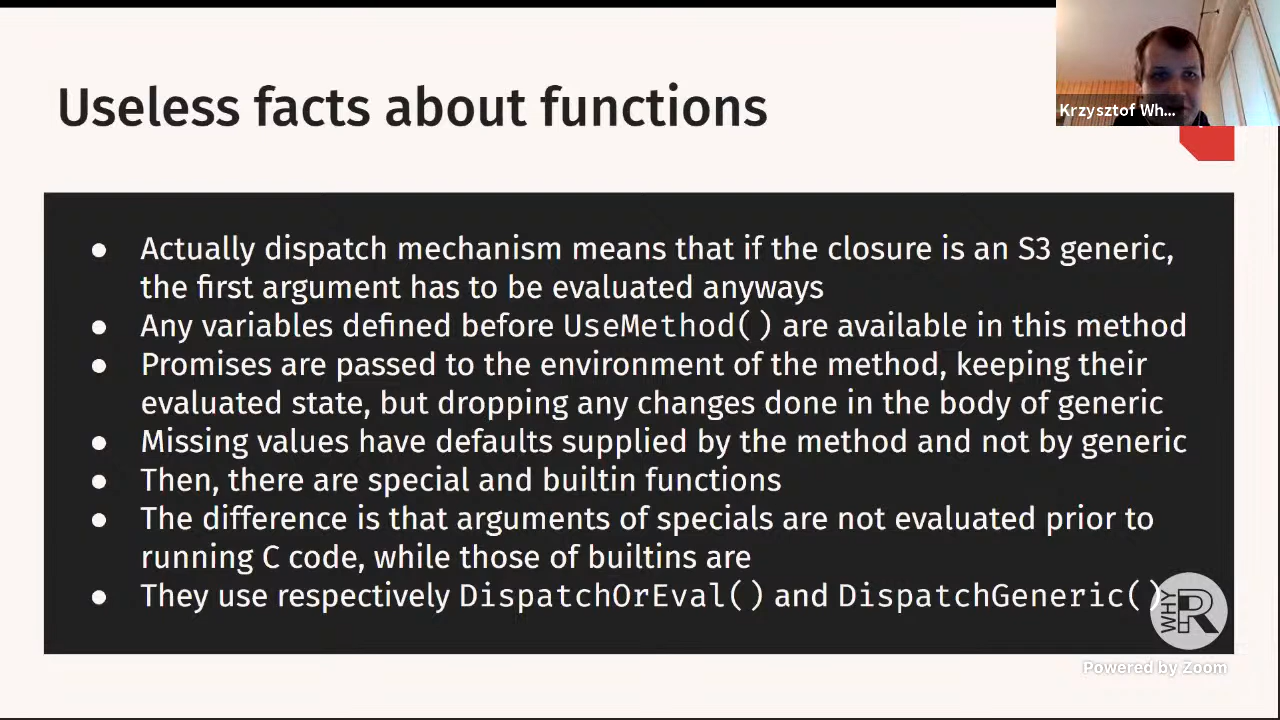 Useless facts about functions
Krzysztof Wh...
● Actually dispatch mechanism means that if the closure is an S3 generic,
the first argument has to be evaluated anyways
● Any variables defined before UseMethod() are available in this method
● Promises are passed to the environment of the method, keeping their
evaluated state, but dropping any changes done in the body of generic
● Missing values have defaults supplied by the method and not by generic
● Then, there are special and builtin functions
● The difference is that arguments of specials are not evaluated prior to
running C code, while those of builtins are
● They use respectively DispatchOrEval() and DispatchGeneric()
WHY R
Powered by Zoom